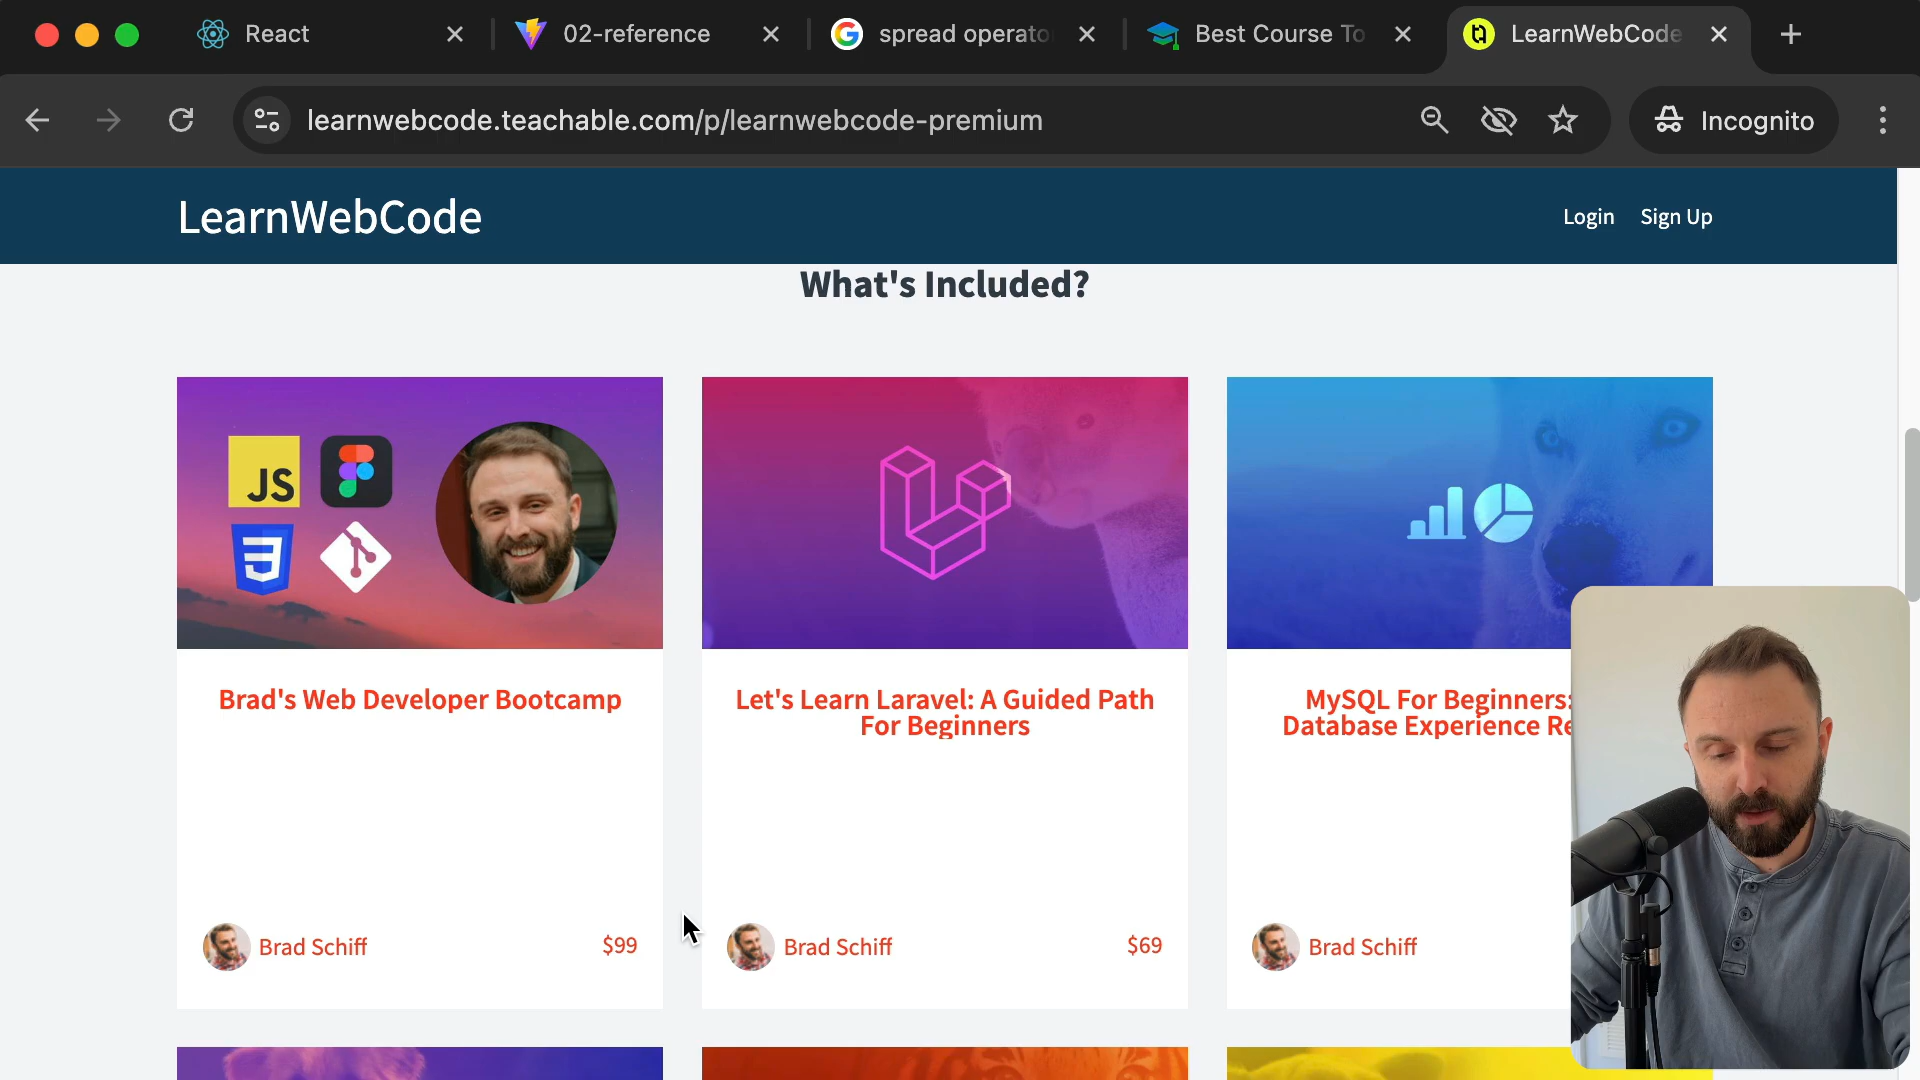 React
02-reference
spread operato
Best Course To
LearnWebCode
learnwebcode.teachable.com/p/learnwebcode-premium
Incognito
LearnWebCode
Login
Sign Up
What's Included?
JS
3
Brad's Web Developer Bootcamp
Let's Learn Laravel: A Guided Path
For Beginners
MySQL For Beginners:
Database Experience Re
Brad Schiff
$99
Brad Schiff
$69
Brad Schiff